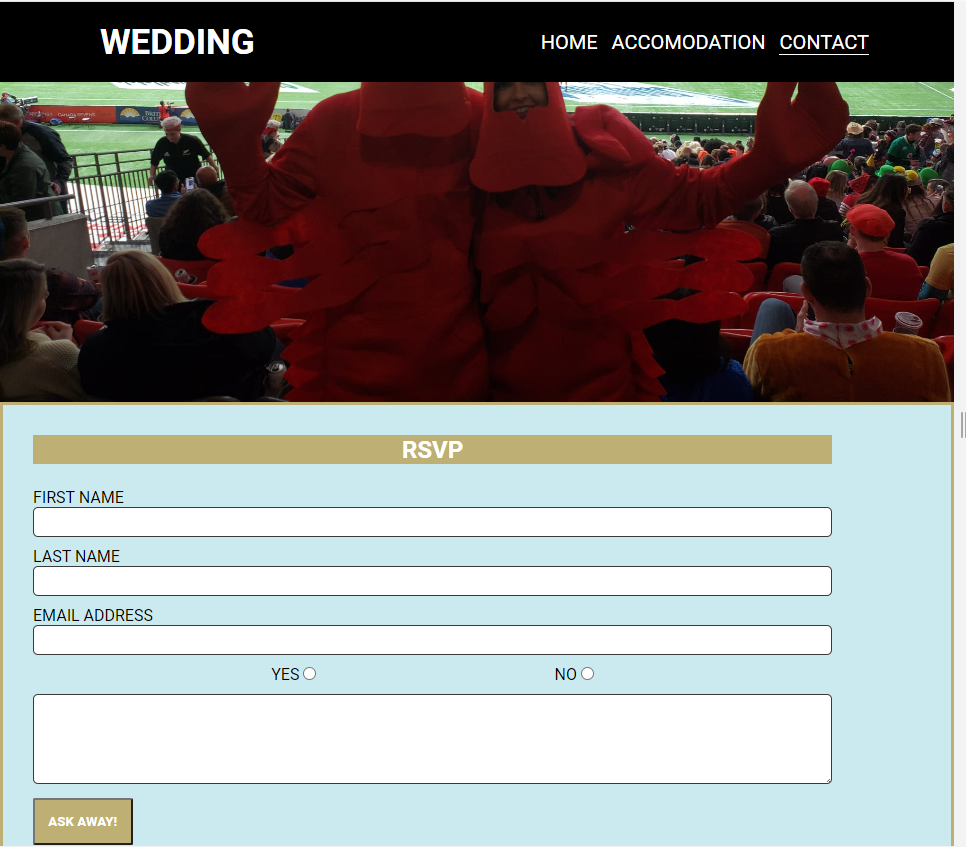 WEDDING
HOME ACCOMODATION CONTACT
RSVP
FIRST NAME
LAST NAME
EMAIL ADDRESS
YES NO
ASK AWAY!